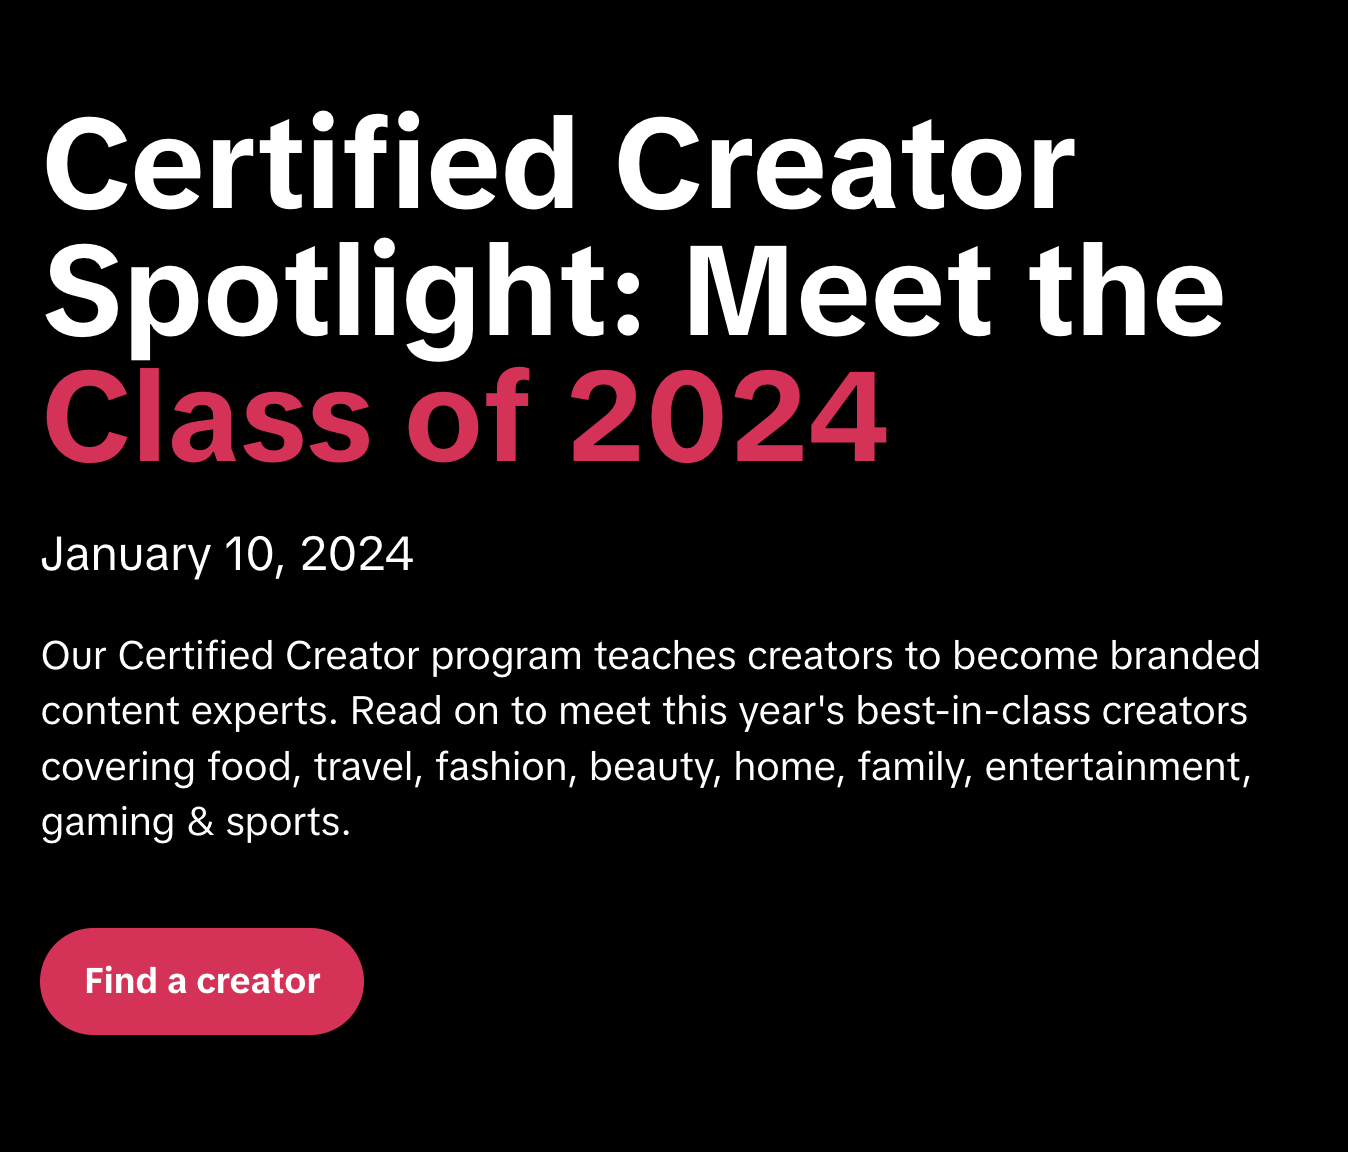 Certified Creator
Spotlight: Meet the
Class of 2024
January 10, 2024
Our Certified Creator program teaches creators to become branded
content experts. Read on to meet this year's best-in-class creators
covering food, travel, fashion, beauty, home, family, entertainment,
gaming & sports.
Find a creator